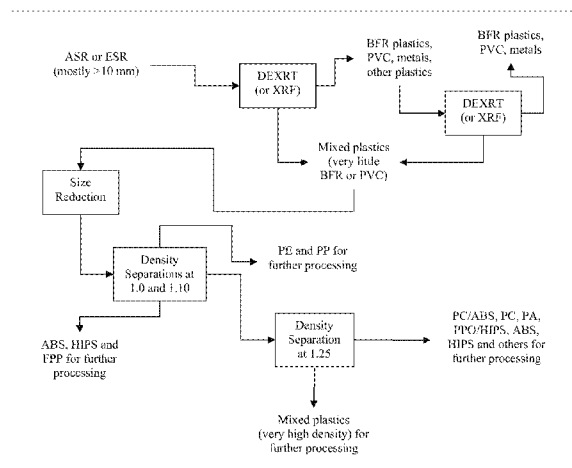 ASR or ESR
(mostly >10 mm)
DEXRT
(or XRF)
BFR plastics,
PVC, metals,
other plastics
BFR plastics,
PVC, metals
DEXRT
(or XRF)
Mixed plastics
(very little
BFR or PVC)
Size
Reduction
Density
Separations at
1.0 and 1.10
PE and PP for
further processing
ABS, HIPS and
FPP for further
processing
Density
Separation
at 1.25
PC/ABS, PC, PA,
PPO/HIPS, ABS,
HIPS and others for
further processing
Mixed plastics
(very high density) for
further processing